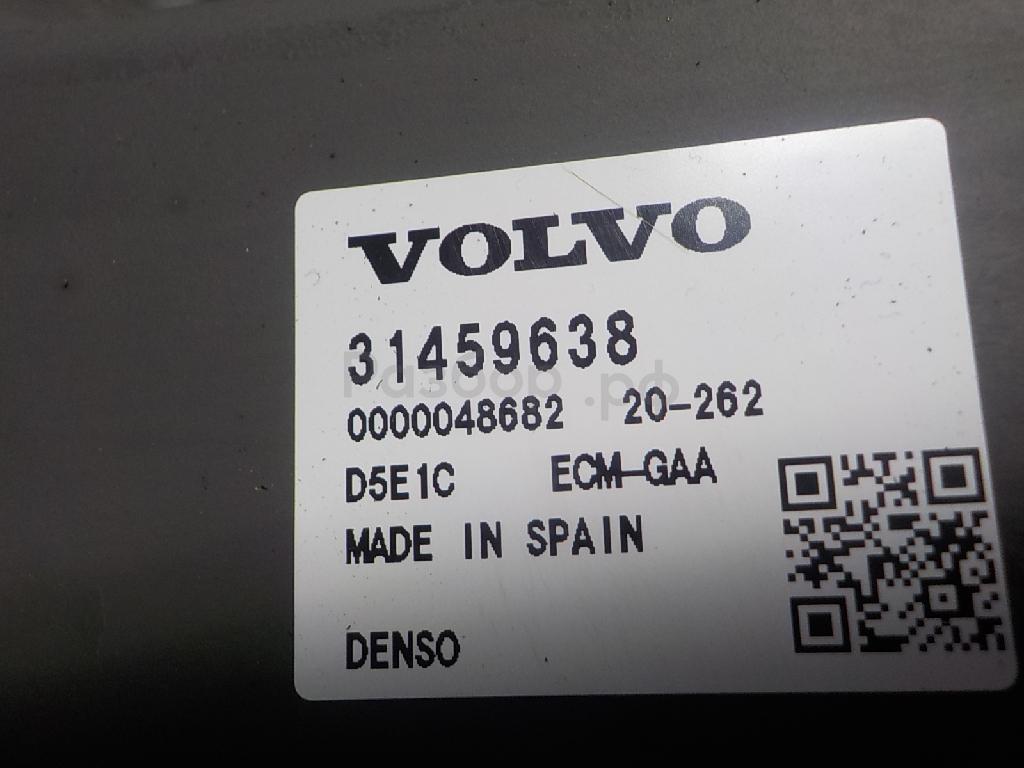 VOLVO
31459638
Разбор.рф
0000048682 20-262
D5E1C ECM-GAA
MADE IN SPAIN
DENSO